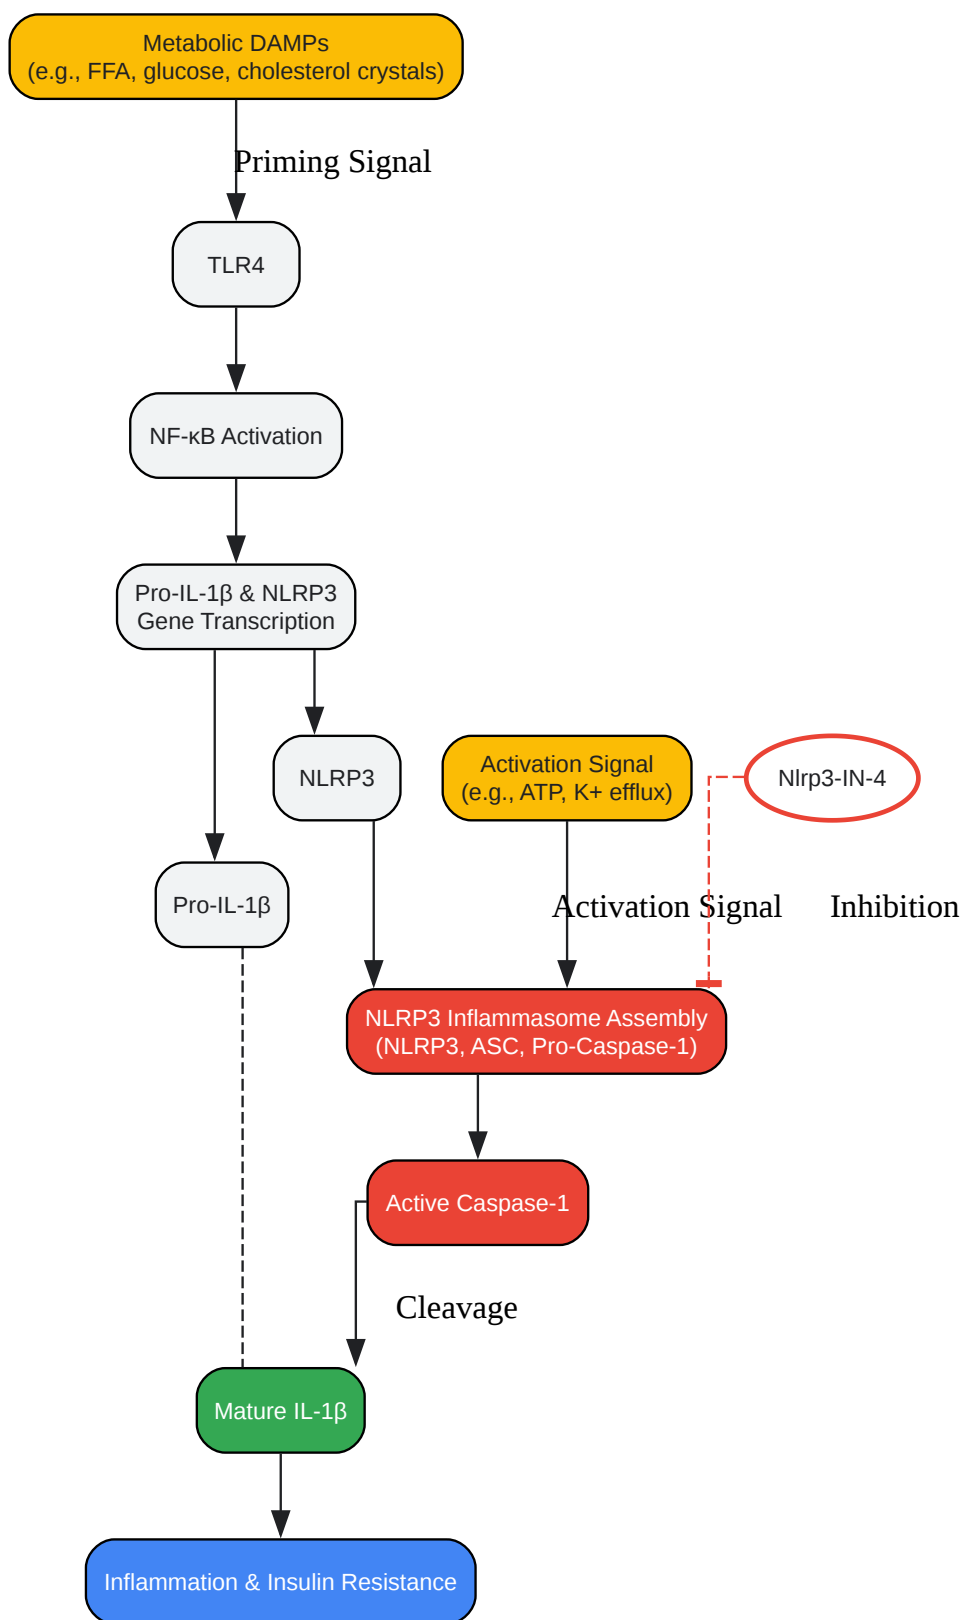 Metabolic DAMPs
(e.g., FFA, glucose, cholesterol crystals)
Priming Signal
TLR4
NF-κB Activation
Pro-IL-1β & NLRP3
Gene Transcription
NLRP3
Activation Signal
(e.g., ATP, K+ efflux)
Nlrp3-IN-4
Pro-IL-1β
Activation Signal
Inhibition
NLRP3 Inflammasome Assembly
(NLRP3, ASC, Pro-Caspase-1)
Active Caspase-1
Cleavage
Mature IL-1β
Inflammation & Insulin Resistance